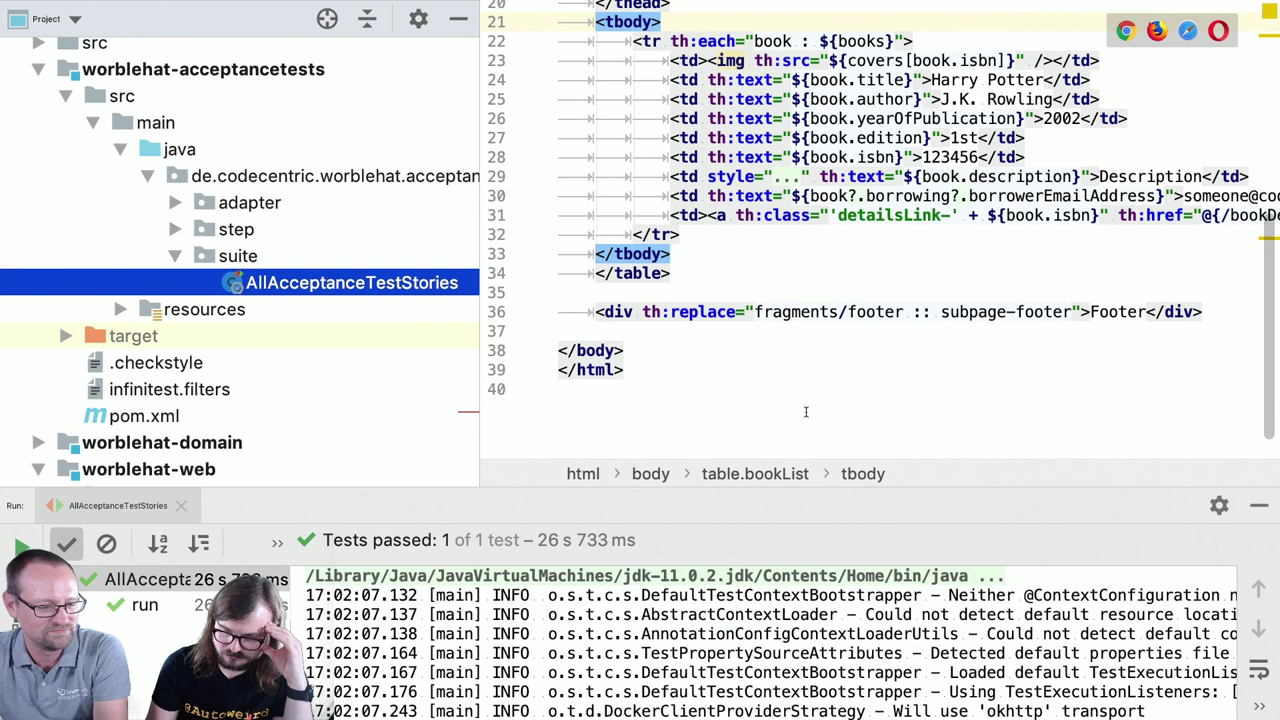 Project
src
worblehat-acceptancetests
src
main
java
de.codecentric.worblehat.acceptan
adapter
step
suite
AllAcceptanceTestStories
resources
target
.checkstyle
infinitest.filters
pom.xml
worblehat-domain
worblehat-web
20 </thead>
21 <tbody>
22 <tr th:each="book : ${books}">
23 <td><img th:src="${covers[book.isbn]}" /></td>
24 <td th:text="${book.title}">Harry Potter</td>
25 <td th:text="${book.author}">J.K. Rowling</td>
26 <td th:text="${book.yearOfPublication}">2002</td>
27 <td th:text="${book.edition}">1st</td>
28 <td th:text="${book.isbn}">123456</td>
29 <td style="..." th:text="${book.description}">Description</td>
30 <td th:text="${book?.borrowing?.borrowerEmailAddress}">someone@co
31 <td><a th:class="'detailsLink-' + ${book.isbn}" th:href="@{/bookDe
32 </tr>
33 </tbody>
34 </table>
35
36 <div th:replace="fragments/footer :: subpage-footer">Footer</div>
37
38 </body>
39 </html>
40
html > body > table.bookList > tbody
Run: AllAcceptanceTestStories
Tests passed: 1 of 1 test – 26 s 733 ms
AllAccepta 26 s 733 ms
run 26
/Library/Java/JavaVirtualMachines/jdk-11.0.2.jdk/Contents/Home/bin/java ...
17:02:07.132 [main] INFO o.s.t.c.s.DefaultTestContextBootstrapper - Neither @ContextConfiguration n
17:02:07.137 [main] INFO o.s.t.c.s.AbstractContextLoader - Could not detect default resource locati
17:02:07.138 [main] INFO o.s.t.c.s.AnnotationConfigContextLoaderUtils - Could not detect default co
17:02:07.164 [main] INFO o.s.t.c.s.TestPropertySourceAttributes - Detected default properties file
17:02:07.167 [main] INFO o.s.t.c.s.DefaultTestContextBootstrapper - Loaded default TestExecutionLis
17:02:07.176 [main] INFO o.s.t.c.s.DefaultTestContextBootstrapper - Using TestExecutionListeners: [
17:02:07.243 [main] INFO o.t.d.DockerClientProviderStrategy - Will use 'okhttp' transport